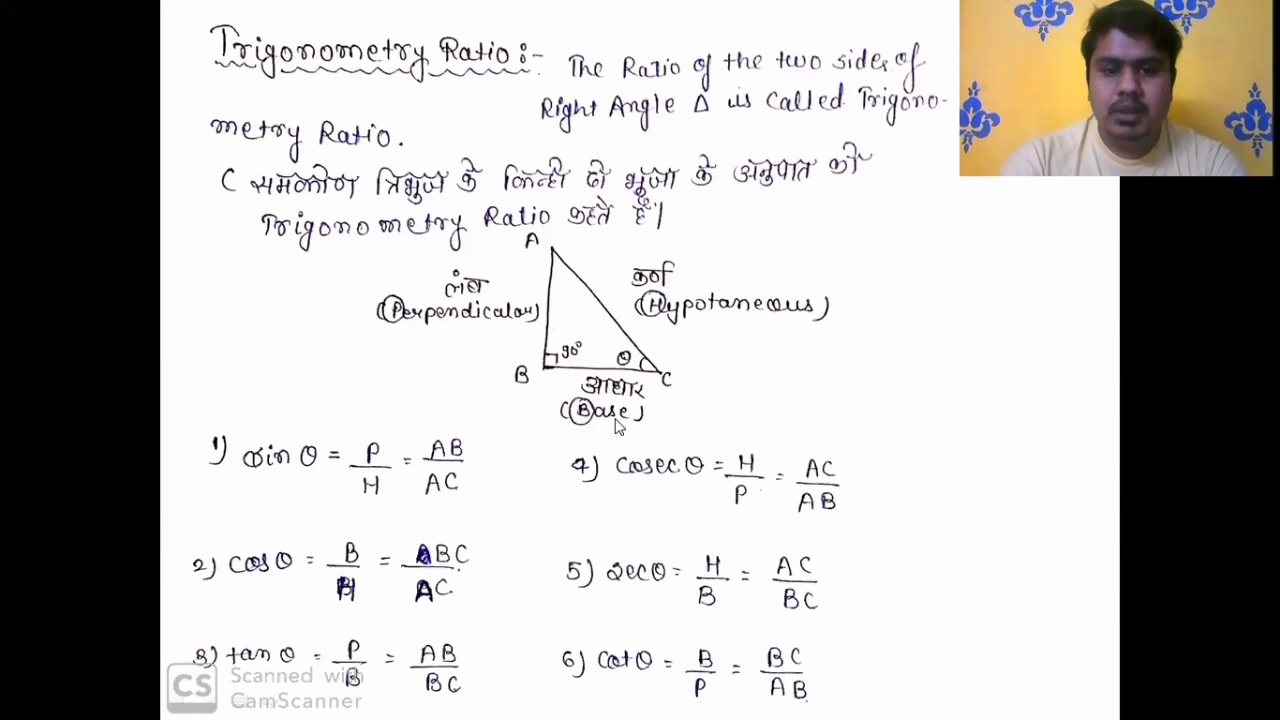 Trigonometry Ratio :- The Ratio of the two sides of
Right Angle Δ is called Trigono-
metry Ratio.
( समकोण त्रिभुज के किन्ही दो भुजा के अनुपात को
Trigonometry Ratio कहते हैं।
A
लंब
(Perpendicular)
कर्ण
(Hypotaneous)
90°
θ
B
C
आधार
(Base)
1) sin θ = P/H = AB/AC
4) cosec θ = H/P = AC/AB
2) cos θ = B/H = BC/AC
5) sec θ = H/B = AC/BC
3) tan θ = P/B = AB/BC
6) cot θ = B/P = BC/AB
CS Scanned with
CamScanner